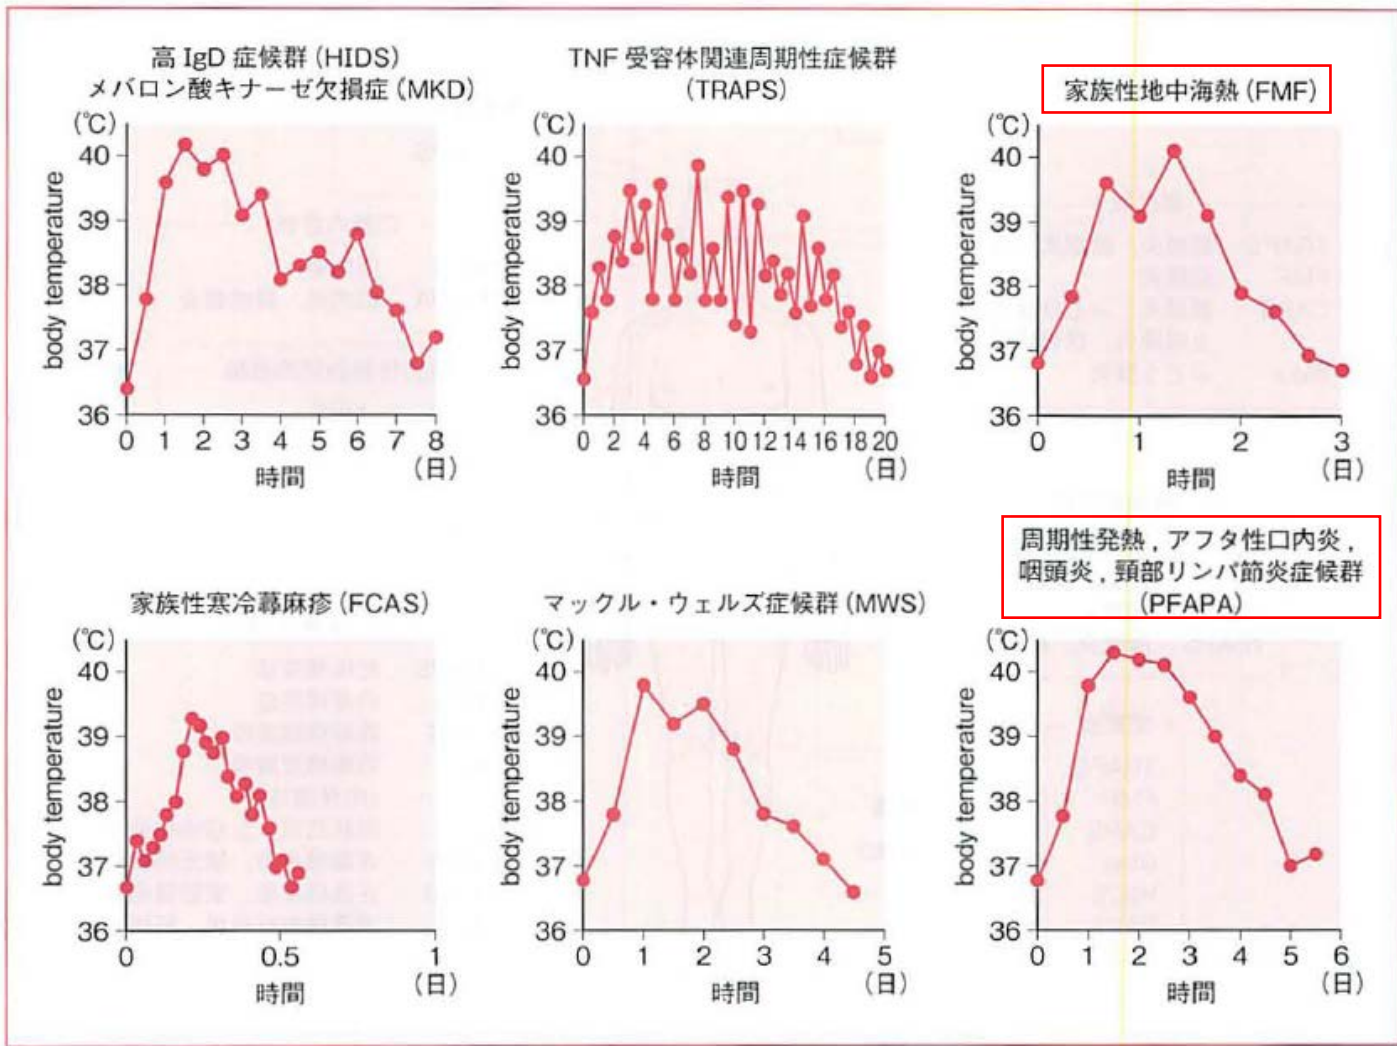 高 IgD 症候群 (HIDS)
メバロン酸キナーゼ欠損症 (MKD)
(℃)
40
39
38
37
36
body temperature
0 1 2 3 4 5 6 7 8
時間
(日)
TNF 受容体関連周期性症候群
(TRAPS)
(℃)
40
39
38
37
36
body temperature
0 2 4 6 8 10 12 14 16 18 20
時間
(日)
家族性地中海熱 (FMF)
(℃)
40
39
38
37
36
body temperature
0 1 2 3
時間
(日)
家族性寒冷蕁麻疹 (FCAS)
(℃)
40
39
38
37
36
body temperature
0 0.5 1
時間
(日)
マックル・ウェルズ症候群 (MWS)
(℃)
40
39
38
37
36
body temperature
0 1 2 3 4 5
時間
(日)
周期性発熱，アフタ性口内炎，
咽頭炎，頸部リンパ節炎症候群
(PFAPA)
(℃)
40
39
38
37
36
body temperature
0 1 2 3 4 5 6
時間
(日)